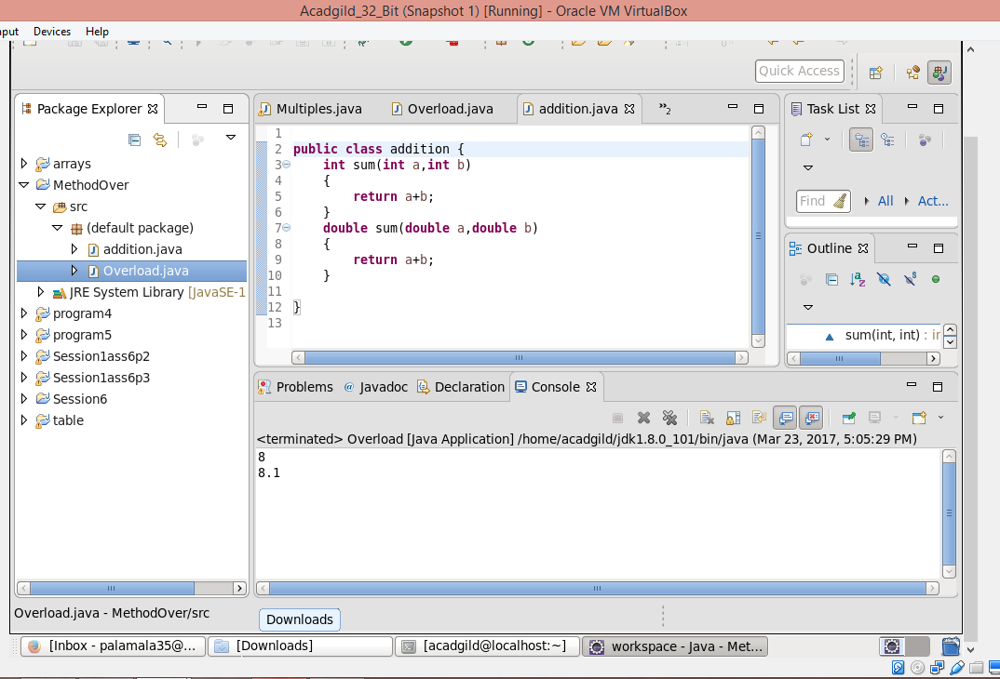 Acadgild_32_Bit (Snapshot 1) [Running] - Oracle VM VirtualBox
nput Devices Help
Quick Access
Package Explorer
Multiples.java Overload.java addition.java »2
Task List
arrays
MethodOver
src
(default package)
addition.java
Overload.java
JRE System Library [JavaSE-1
program4
program5
Session1ass6p2
Session1ass6p3
Session6
table
1
2 public class addition {
3 int sum(int a,int b)
4 {
5 return a+b;
6 }
7 double sum(double a,double b)
8 {
9 return a+b;
10 }
11
12 }
13
Find All Act...
Outline
sum(int, int) : ir
Problems @ Javadoc Declaration Console
<terminated> Overload [Java Application] /home/acadgild/jdk1.8.0_101/bin/java (Mar 23, 2017, 5:05:29 PM)
8
8.1
Overload.java - MethodOver/src
Downloads
[Inbox - palamala35@... [Downloads] [acadgild@localhost:~] workspace - Java - Met...